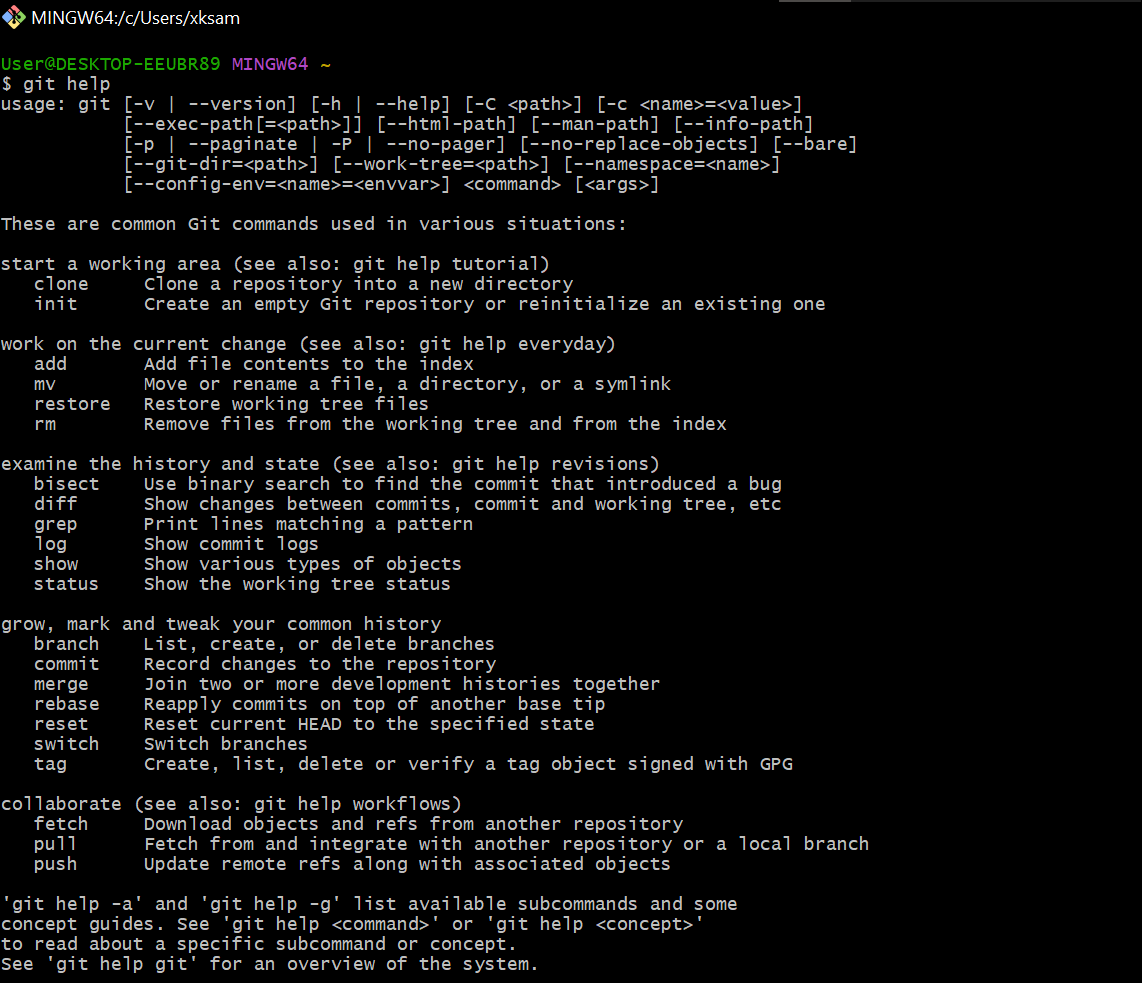 MINGW64:/c/Users/xksam
User@DESKTOP-EEUBR89 MINGW64 ~
$ git help
usage: git [-v | --version] [-h | --help] [-C <path>] [-c <name>=<value>]
           [--exec-path[=<path>]] [--html-path] [--man-path] [--info-path]
           [-p | --paginate | -P | --no-pager] [--no-replace-objects] [--bare]
           [--git-dir=<path>] [--work-tree=<path>] [--namespace=<name>]
           [--config-env=<name>=<envvar>] <command> [<args>]

These are common Git commands used in various situations:

start a working area (see also: git help tutorial)
   clone     Clone a repository into a new directory
   init      Create an empty Git repository or reinitialize an existing one

work on the current change (see also: git help everyday)
   add       Add file contents to the index
   mv        Move or rename a file, a directory, or a symlink
   restore   Restore working tree files
   rm        Remove files from the working tree and from the index

examine the history and state (see also: git help revisions)
   bisect    Use binary search to find the commit that introduced a bug
   diff      Show changes between commits, commit and working tree, etc
   grep      Print lines matching a pattern
   log       Show commit logs
   show      Show various types of objects
   status    Show the working tree status

grow, mark and tweak your common history
   branch    List, create, or delete branches
   commit    Record changes to the repository
   merge     Join two or more development histories together
   rebase    Reapply commits on top of another base tip
   reset     Reset current HEAD to the specified state
   switch    Switch branches
   tag       Create, list, delete or verify a tag object signed with GPG

collaborate (see also: git help workflows)
   fetch     Download objects and refs from another repository
   pull      Fetch from and integrate with another repository or a local branch
   push      Update remote refs along with associated objects

'git help -a' and 'git help -g' list available subcommands and some
concept guides. See 'git help <command>' or 'git help <concept>'
to read about a specific subcommand or concept.
See 'git help git' for an overview of the system.